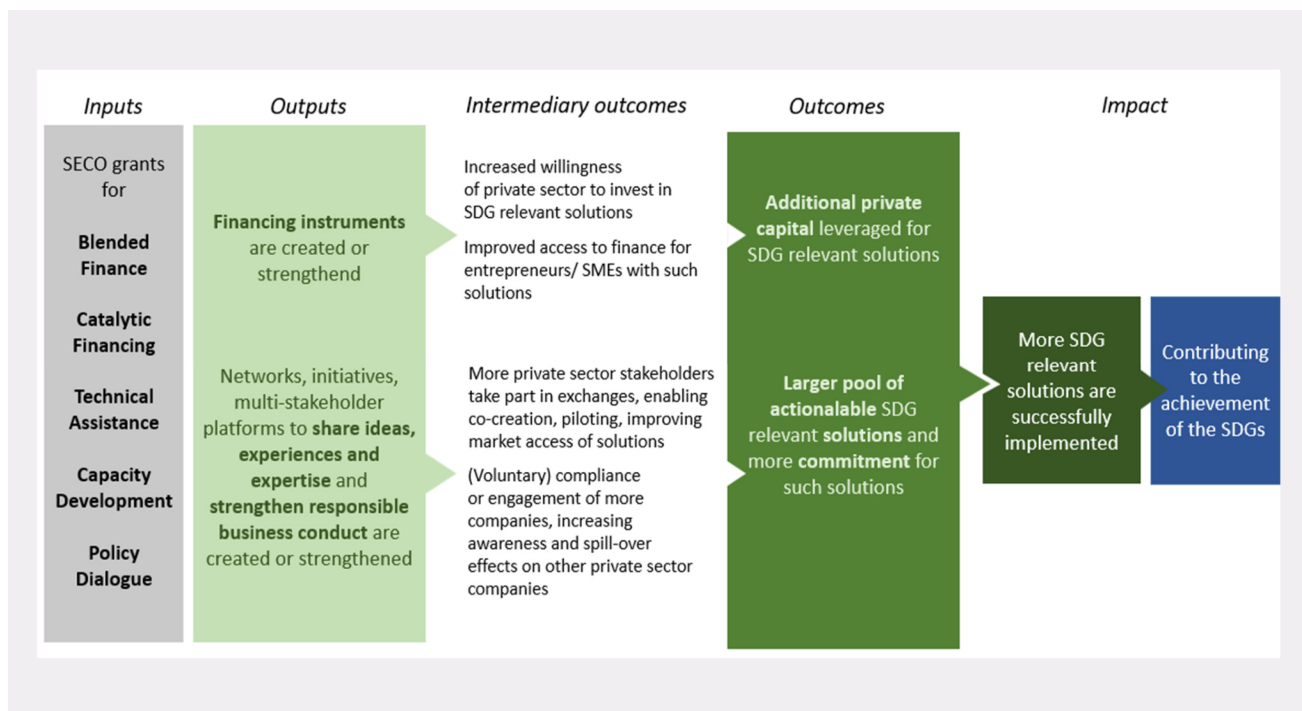 Inputs
Outputs
Intermediary outcomes
Outcomes
Impact
SECO grants
for
Blended
Finance
Catalytic
Financing
Technical
Assistance
Capacity
Development
Policy
Dialogue
Financing instruments
are created or
strengthend
Networks, initiatives,
multi-stakeholder
platforms to share ideas,
experiences and
expertise and
strengthen responsible
business conduct are
created or strengthened
Increased willingness
of private sector to invest in
SDG relevant solutions
Improved access to finance for
entrepreneurs/ SMEs with such
solutions
More private sector stakeholders
take part in exchanges, enabling
co-creation, piloting, improving
market access of solutions
(Voluntary) compliance
or engagement of more
companies, increasing
awareness and spill-over
effects on other private sector
companies
Additional private
capital leveraged for
SDG relevant solutions
Larger pool of
actionalable SDG
relevant solutions and
more commitment for
such solutions
More SDG
relevant
solutions are
successfully
implemented
Contributing
to the
achievement
of the SDGs